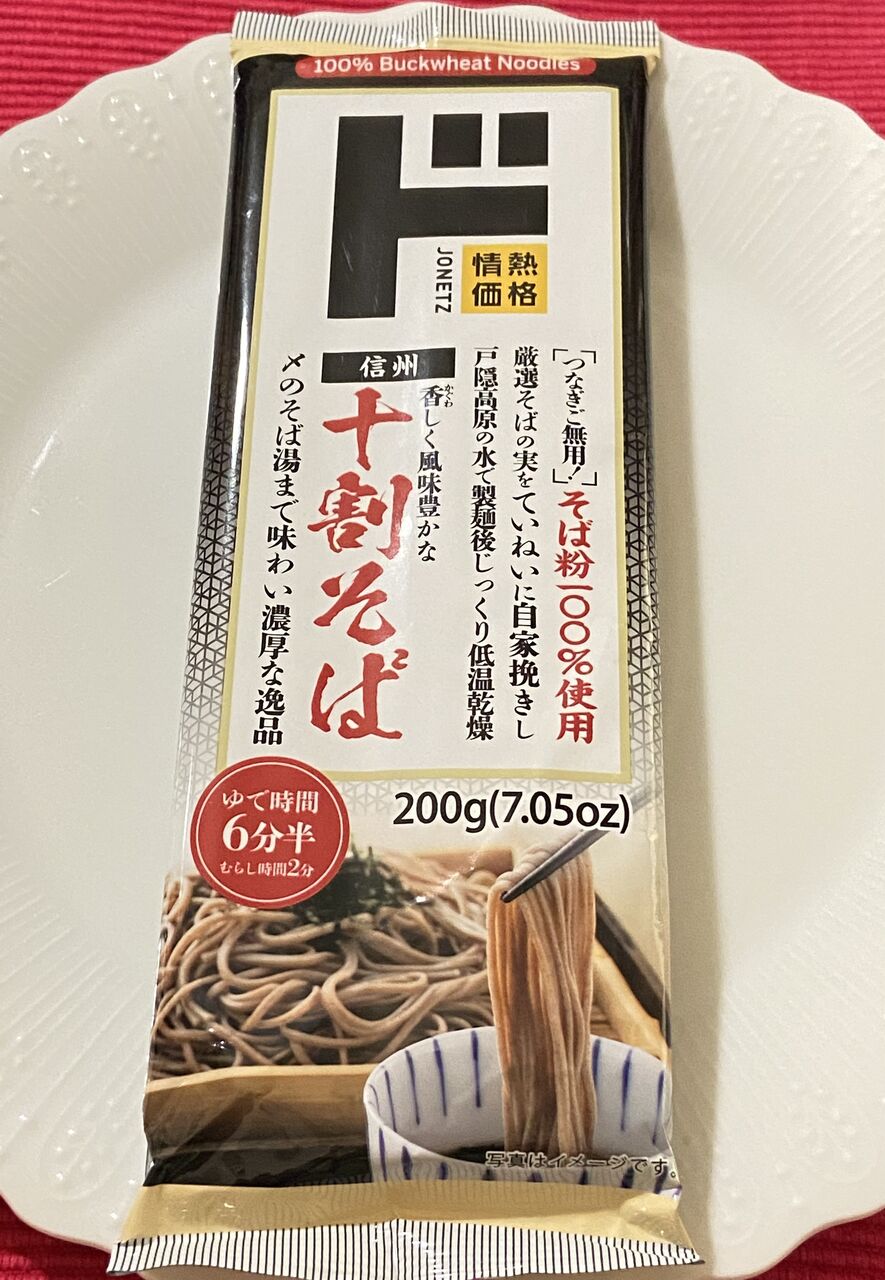 100% Buckwheat Noodles
ド
JONETZ
情熱
価格
「つなぎご無用!」そば粉一〇〇%使用
厳選そばの実をていねいに自家挽きし
戸隠高原の水で製麺後じっくり低温乾燥
信州
香しく風味豊かな
かぐわ
十割そば
〆のそば湯まで味わい濃厚な逸品
200g(7.05oz)
ゆで時間
6分半
むらし時間2分
写真はイメージです。